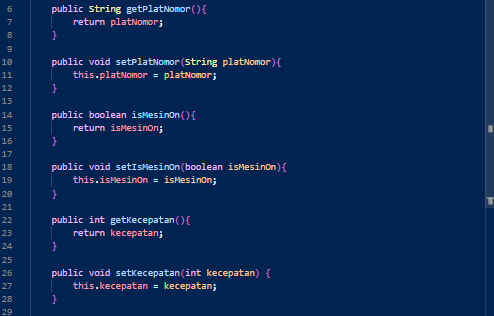 6 public String getPlatNomor(){
7 return platNomor;
8 }
9
10 public void setPlatNomor(String platNomor){
11 this.platNomor = platNomor;
12 }
13
14 public boolean isMesinOn(){
15 return isMesinOn;
16 }
17
18 public void setIsMesinOn(boolean isMesinOn){
19 this.isMesinOn = isMesinOn;
20 }
21
22 public int getKecepatan(){
23 return kecepatan;
24 }
25
26 public void setKecepatan(int kecepatan) {
27 this.kecepatan = kecepatan;
28 }
29